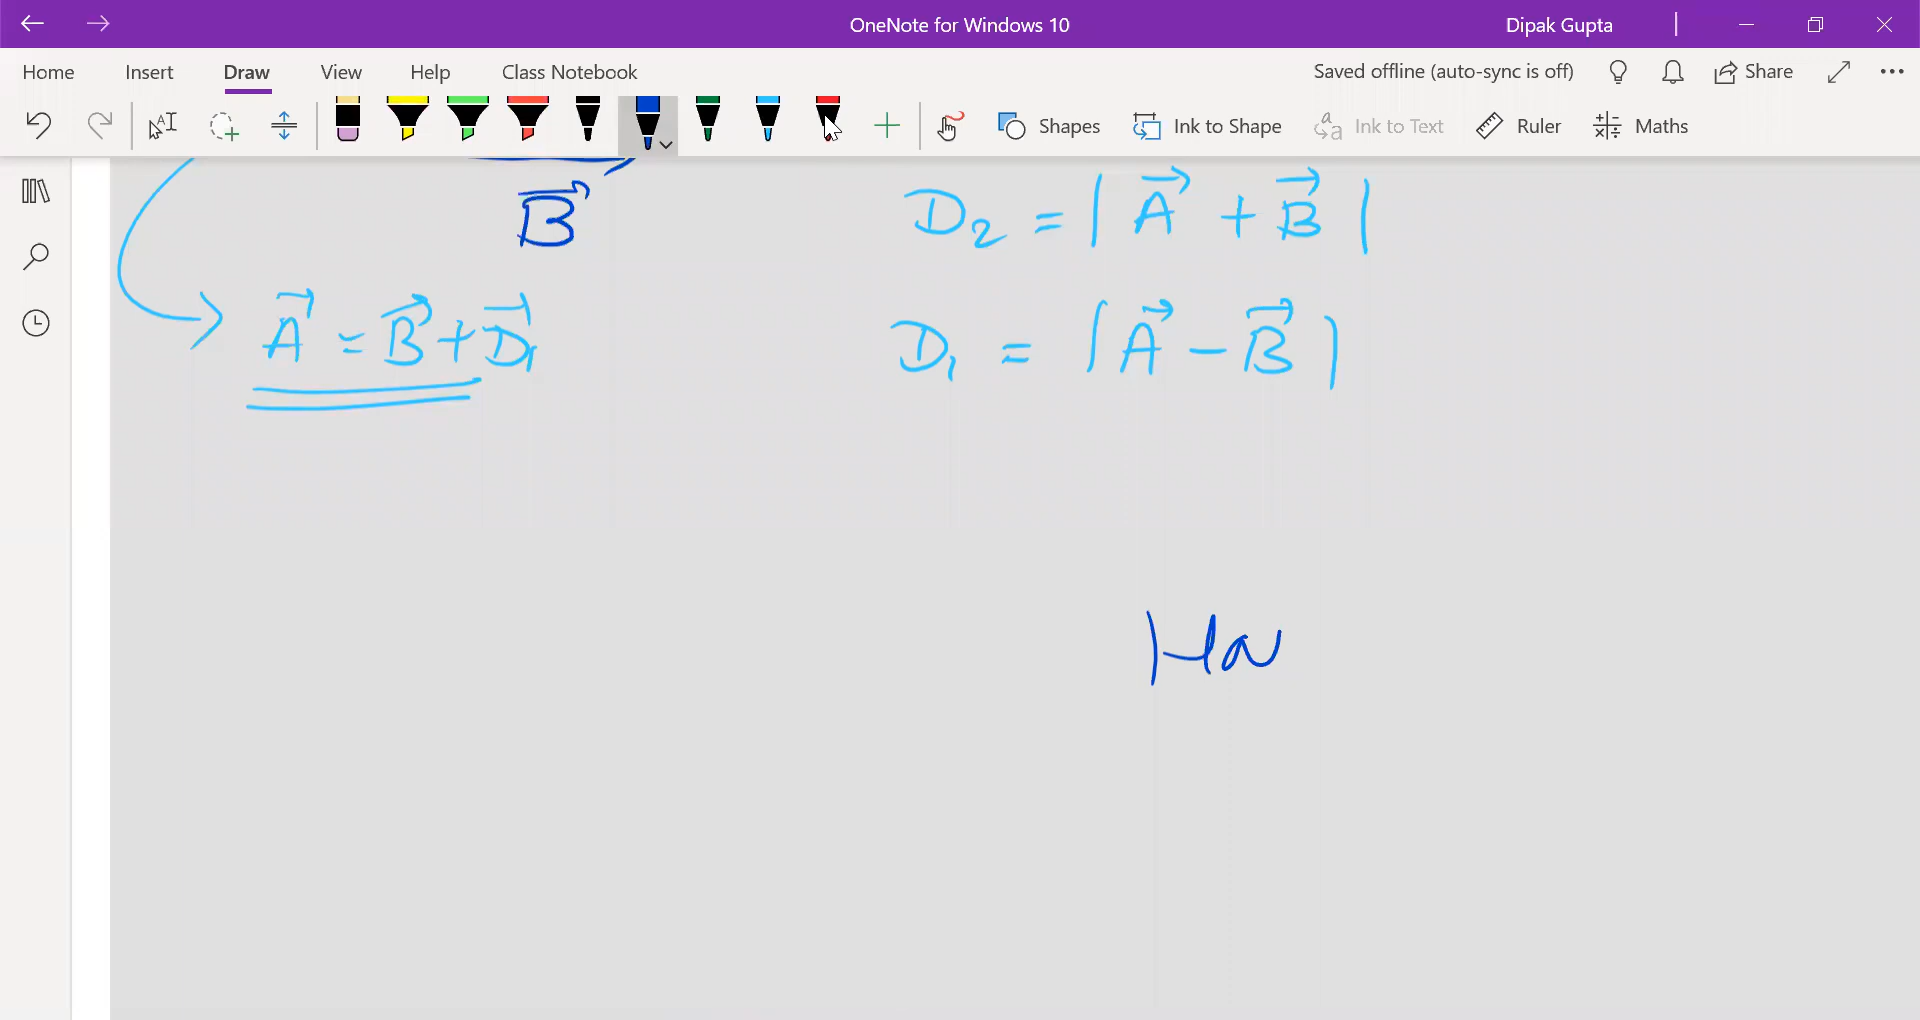 OneNote for Windows 10
Dipak Gupta
Home Insert Draw View Help Class Notebook
Saved offline (auto-sync is off) Share
Shapes Ink to Shape Ink to Text Ruler Maths
B⃗
D₂ = | A⃗ + B⃗ |
A⃗ = B⃗ + D⃗₁
D₁ = | A⃗ − B⃗ |